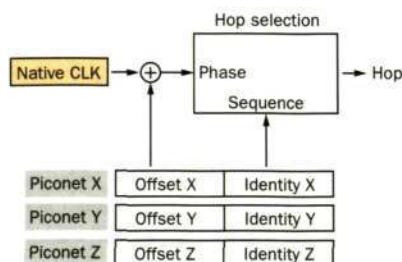 Hop selection
Native CLK
Phase
Hop
Sequence
Piconet X Offset X Identity X
Piconet Y Offset Y Identity Y
Piconet Z Offset Z Identity Z